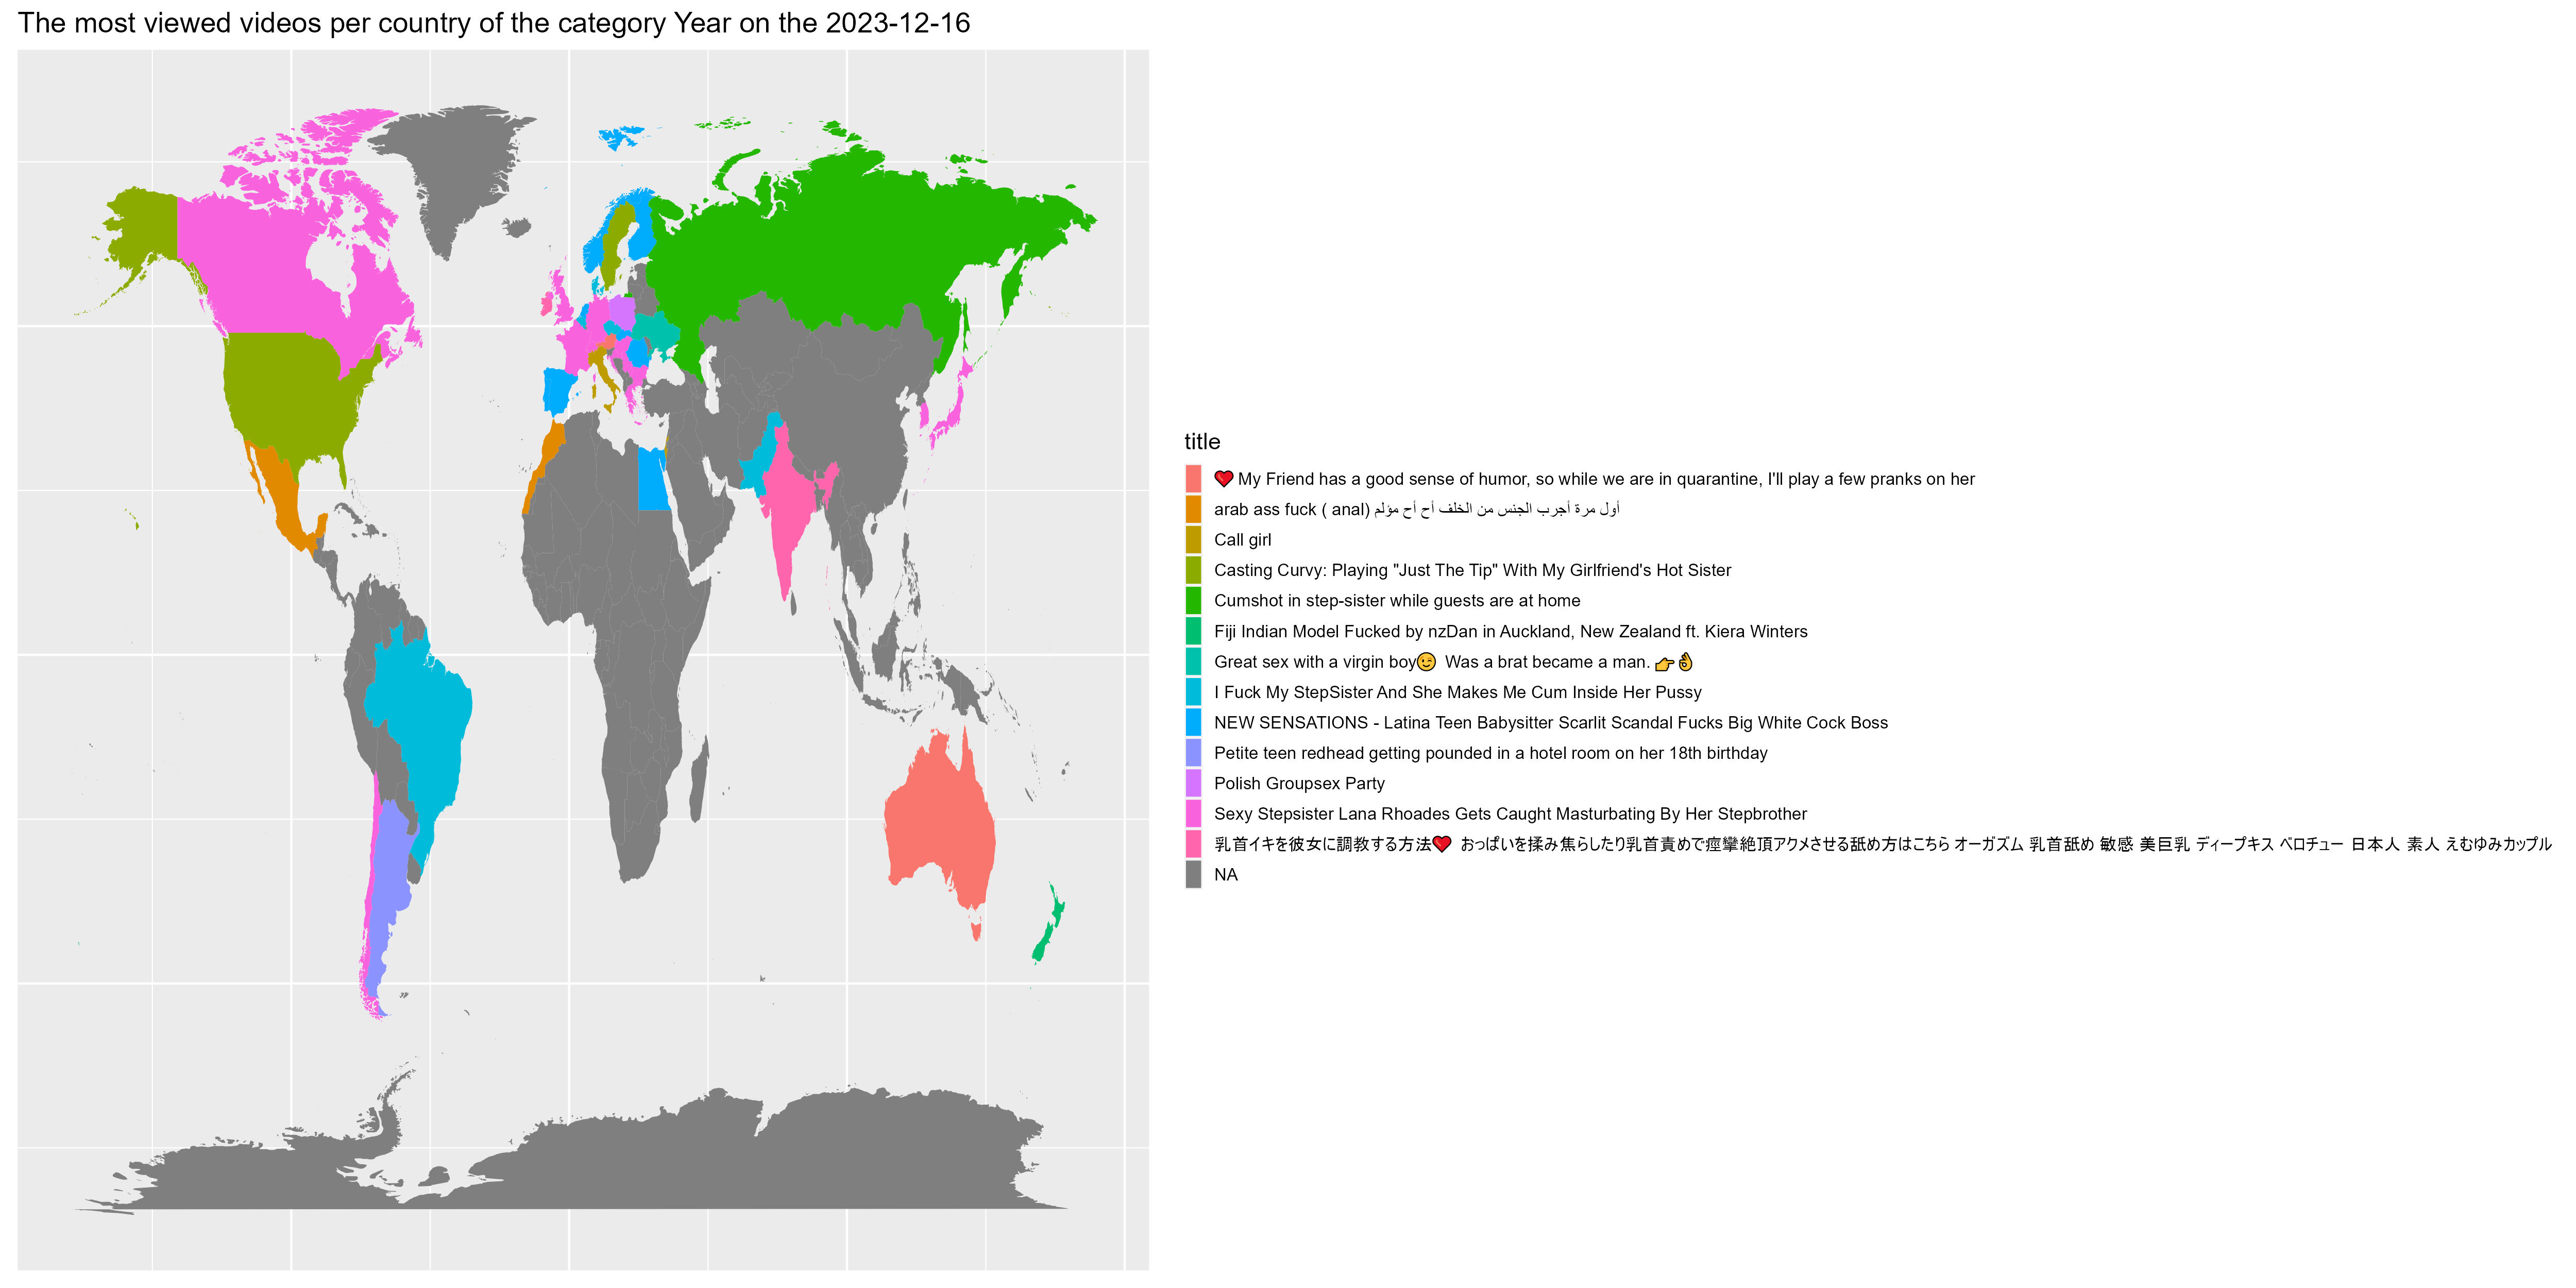 The most viewed videos per country of the category Year on the 2023-12-16
title
❤️ My Friend has a good sense of humor, so while we are in quarantine, I'll play a few pranks on her
arab ass fuck ( anal) أول مرة أجرب الجنس من الخلف أح أح مؤلم
Call girl
Casting Curvy: Playing "Just The Tip" With My Girlfriend's Hot Sister
Cumshot in step-sister while guests are at home
Fiji Indian Model Fucked by nzDan in Auckland, New Zealand ft. Kiera Winters
Great sex with a virgin boy😉 Was a brat became a man. 👉👌
I Fuck My StepSister And She Makes Me Cum Inside Her Pussy
NEW SENSATIONS - Latina Teen Babysitter Scarlit Scandal Fucks Big White Cock Boss
Petite teen redhead getting pounded in a hotel room on her 18th birthday
Polish Groupsex Party
Sexy Stepsister Lana Rhoades Gets Caught Masturbating By Her Stepbrother
乳首イキを彼女に調教する方法❤️ おっぱいを揉み焦らしたり乳首責めで痙攣絶頂アクメさせる舐め方はこちら オーガズム 乳首舐め 敏感 美巨乳 ディープキス ベロチュー 日本人 素人 えむゆみカップル
NA